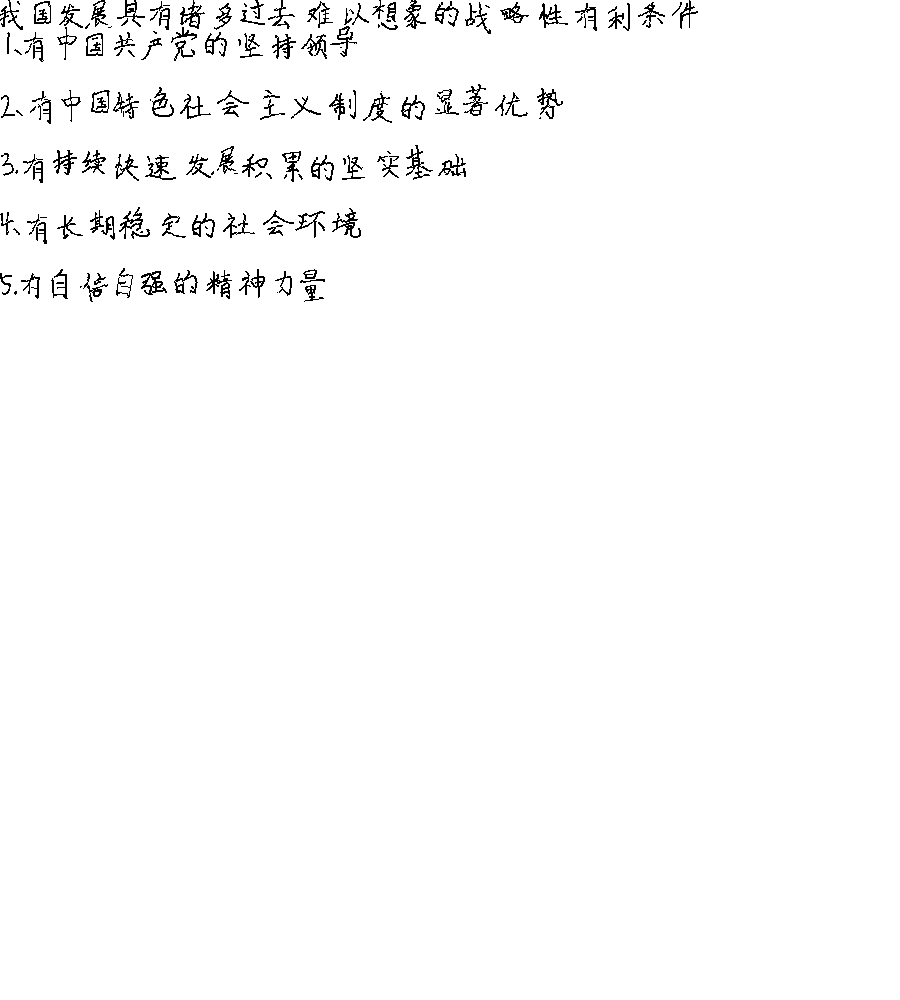 我国发展具有诸多过去难以想象的战略性有利条件
1、有中国共产党的坚持领导
2、有中国特色社会主义制度的显著优势
3.有持续快速发展积累的坚实基础
4、有长期稳定的社会环境
5.有自信自强的精神力量